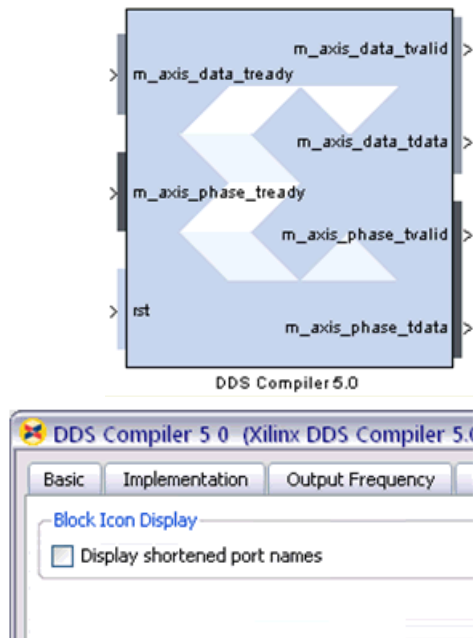 m_axis_data_tvalid
m_axis_data_tready
m_axis_data_tdata
m_axis_phase_tready
m_axis_phase_tvalid
rst
m_axis_phase_tdata
DDS Compiler 5.0
DDS Compiler 5 0 (Xilinx DDS Compiler 5.0
Basic
Implementation
Output Frequency
Block Icon Display
Display shortened port names